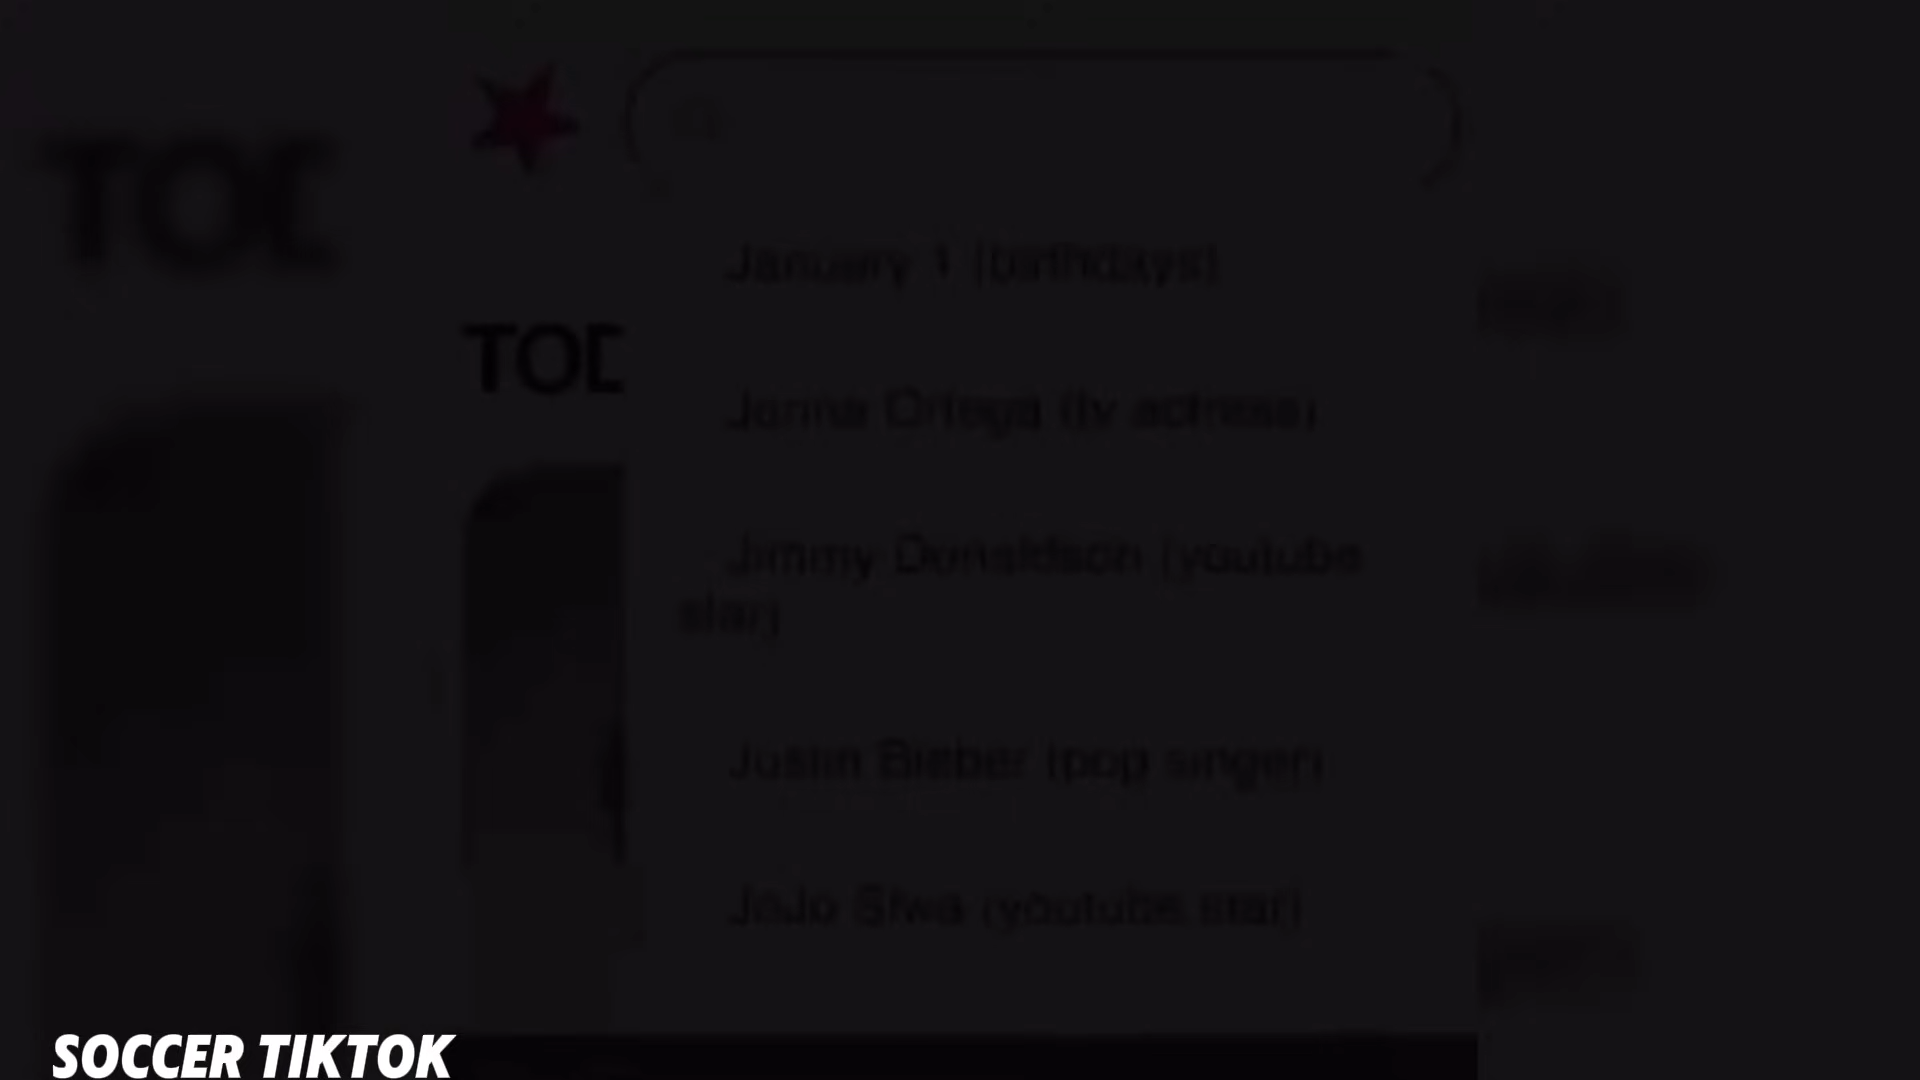 TOD
TOD
January 1 (birthdays)
Jenna Ortega (tv actress)
Jimmy Donaldson (youtube
star)
Justin Bieber (pop singer)
JoJo Siwa (youtube star)
SOCCER TIKTOK